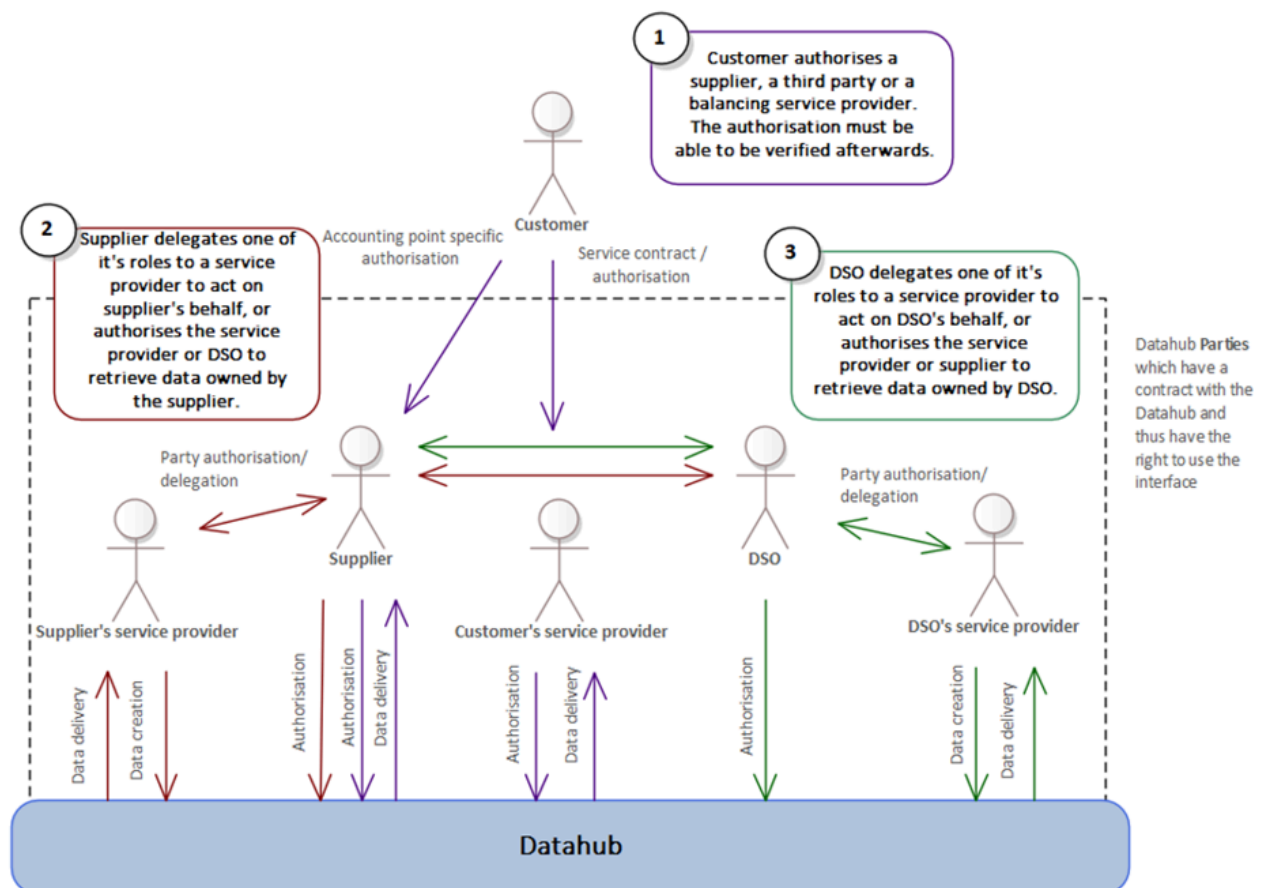 1
Customer authorises a
supplier, a third party or a
balancing service provider.
The authorisation must be
able to be verified afterwards.
Customer
2
Supplier delegates one of
it's roles to a service
provider to act on
supplier's behalf, or
authorises the service
provider or DSO to
retrieve data owned by
the supplier.
Accounting point specific
authorisation
Service contract /
authorisation
3
DSO delegates one of it's
roles to a service provider to
act on DSO's behalf, or
authorises the service
provider or supplier to
retrieve data owned by DSO.
Datahub Parties
which have a
contract with the
Datahub and
thus have the
right to use the
interface
Party authorisation/
delegation
Party authorisation/
delegation
Supplier
DSO
Supplier's service provider
Customer's service provider
DSO's service provider
Data delivery
Data creation
Authorisation
Authorisation
Data delivery
Authorisation
Data delivery
Authorisation
Data creation
Data delivery
Datahub